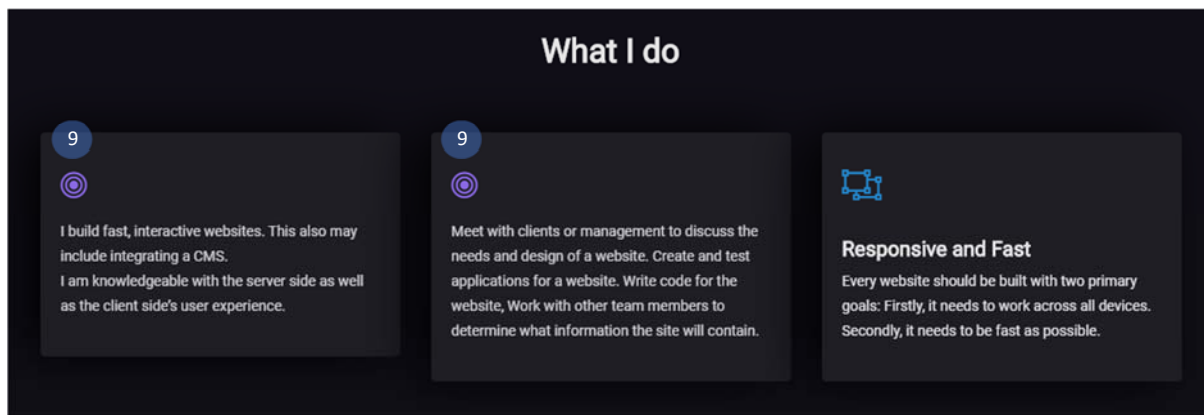 What I do
9
I build fast, interactive websites. This also may
include integrating a CMS.
I am knowledgeable with the server side as well
as the client side's user experience.
9
Meet with clients or management to discuss the
needs and design of a website. Create and test
applications for a website. Write code for the
website, Work with other team members to
determine what information the site will contain.
Responsive and Fast
Every website should be built with two primary
goals: Firstly, it needs to work across all devices.
Secondly, it needs to be fast as possible.